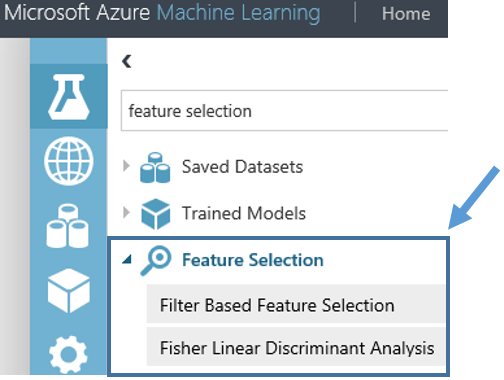 Microsoft Azure Machine Learning | Home
feature selection
Saved Datasets
Trained Models
Feature Selection
Filter Based Feature Selection
Fisher Linear Discriminant Analysis